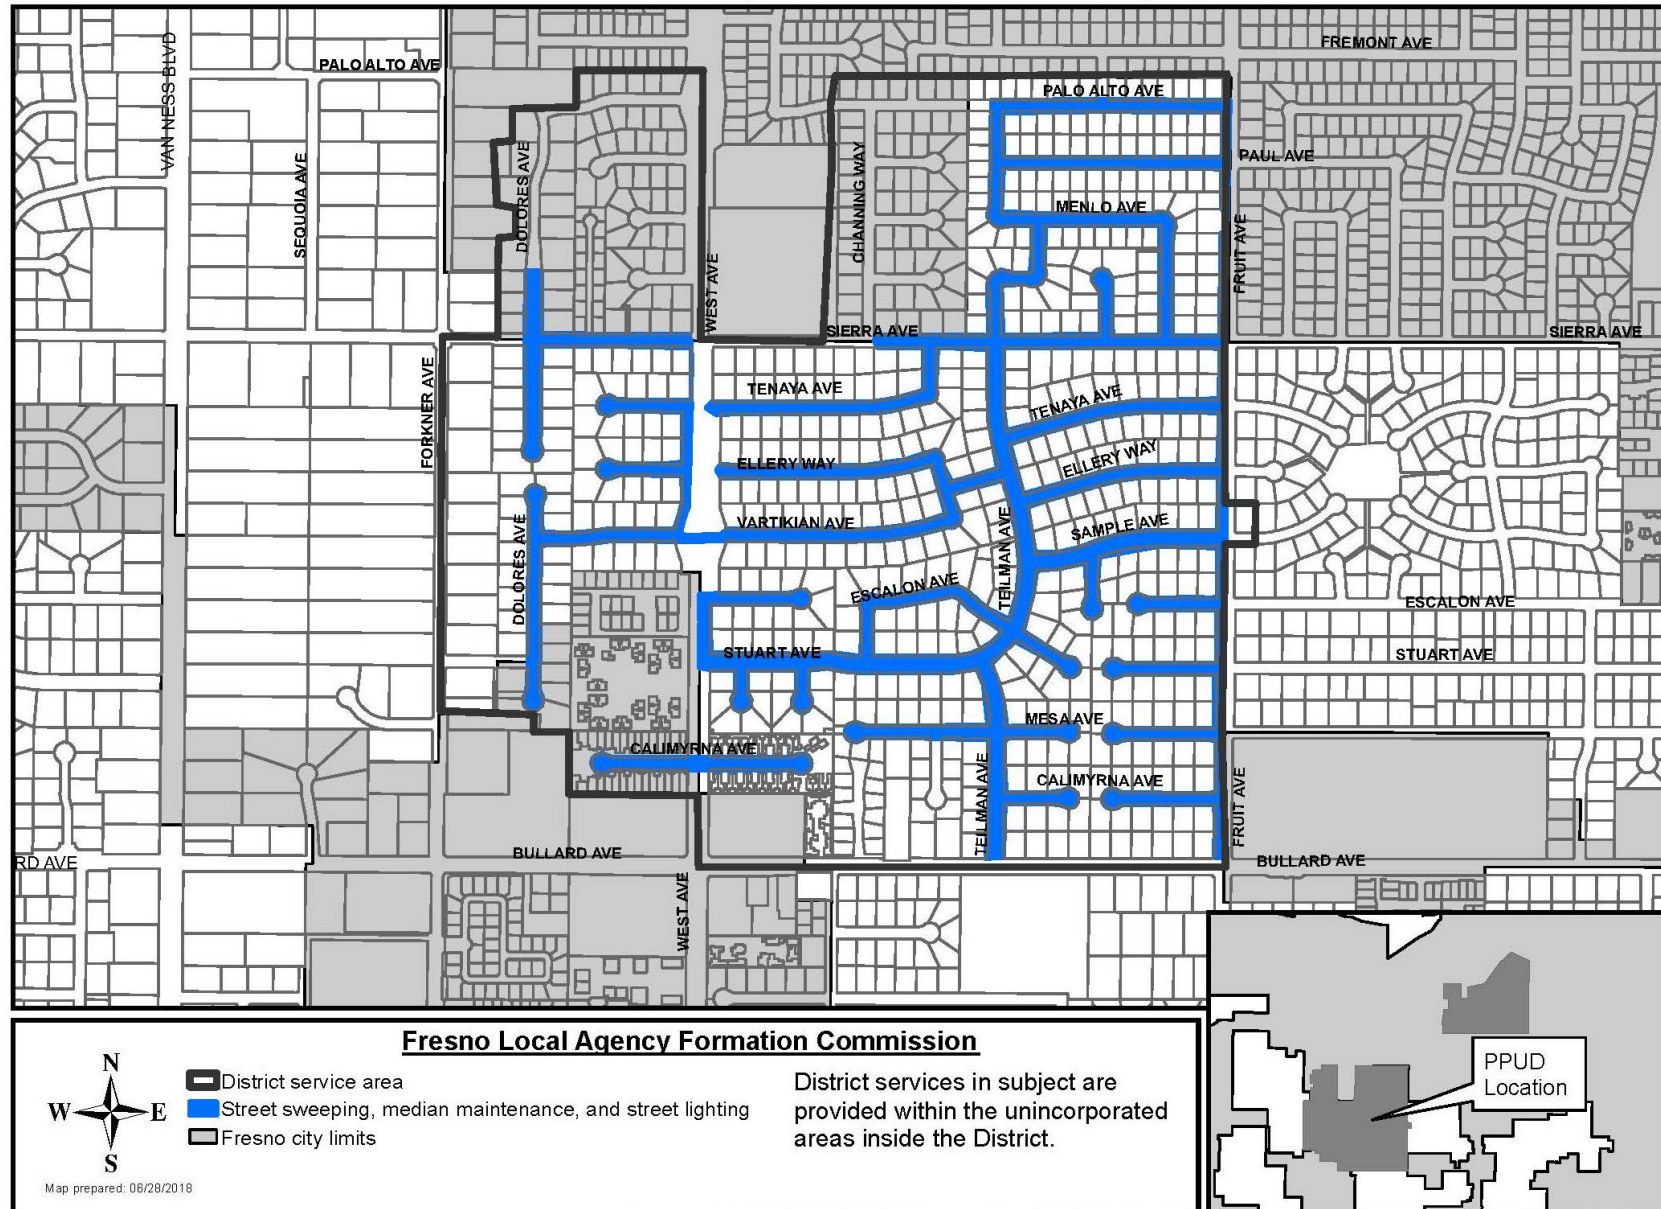 FREMONT AVE
PALO ALTO AVE
VAN NESS BLVD
PALO ALTO AVE
PAUL AVE
SEQUOIA AVE
DOLORES AVE
CHANNING WAY
MENLO AVE
FRUIT AVE
WEST AVE
SIERRA AVE
SIERRA AVE
FORKNER AVE
TENAYA AVE
TENAYA AVE
ELLERY WAY
ELLERY WAY
VARTIKIAN AVE
SAMPLE AVE
DOLORES AVE
TEILMAN AVE
ESCALON AVE
ESCALON AVE
STUART AVE
STUART AVE
MESA AVE
CALIMYRNA AVE
CALIMYRNA AVE
TEILMAN AVE
FRUIT AVE
RD AVE
BULLARD AVE
BULLARD AVE
WEST AVE
Fresno Local Agency Formation Commission
N
W E
S
District service area
Street sweeping, median maintenance, and street lighting
Fresno city limits
District services in subject are
provided within the unincorporated
areas inside the District.
Map prepared: 06/28/2018
PPUD
Location